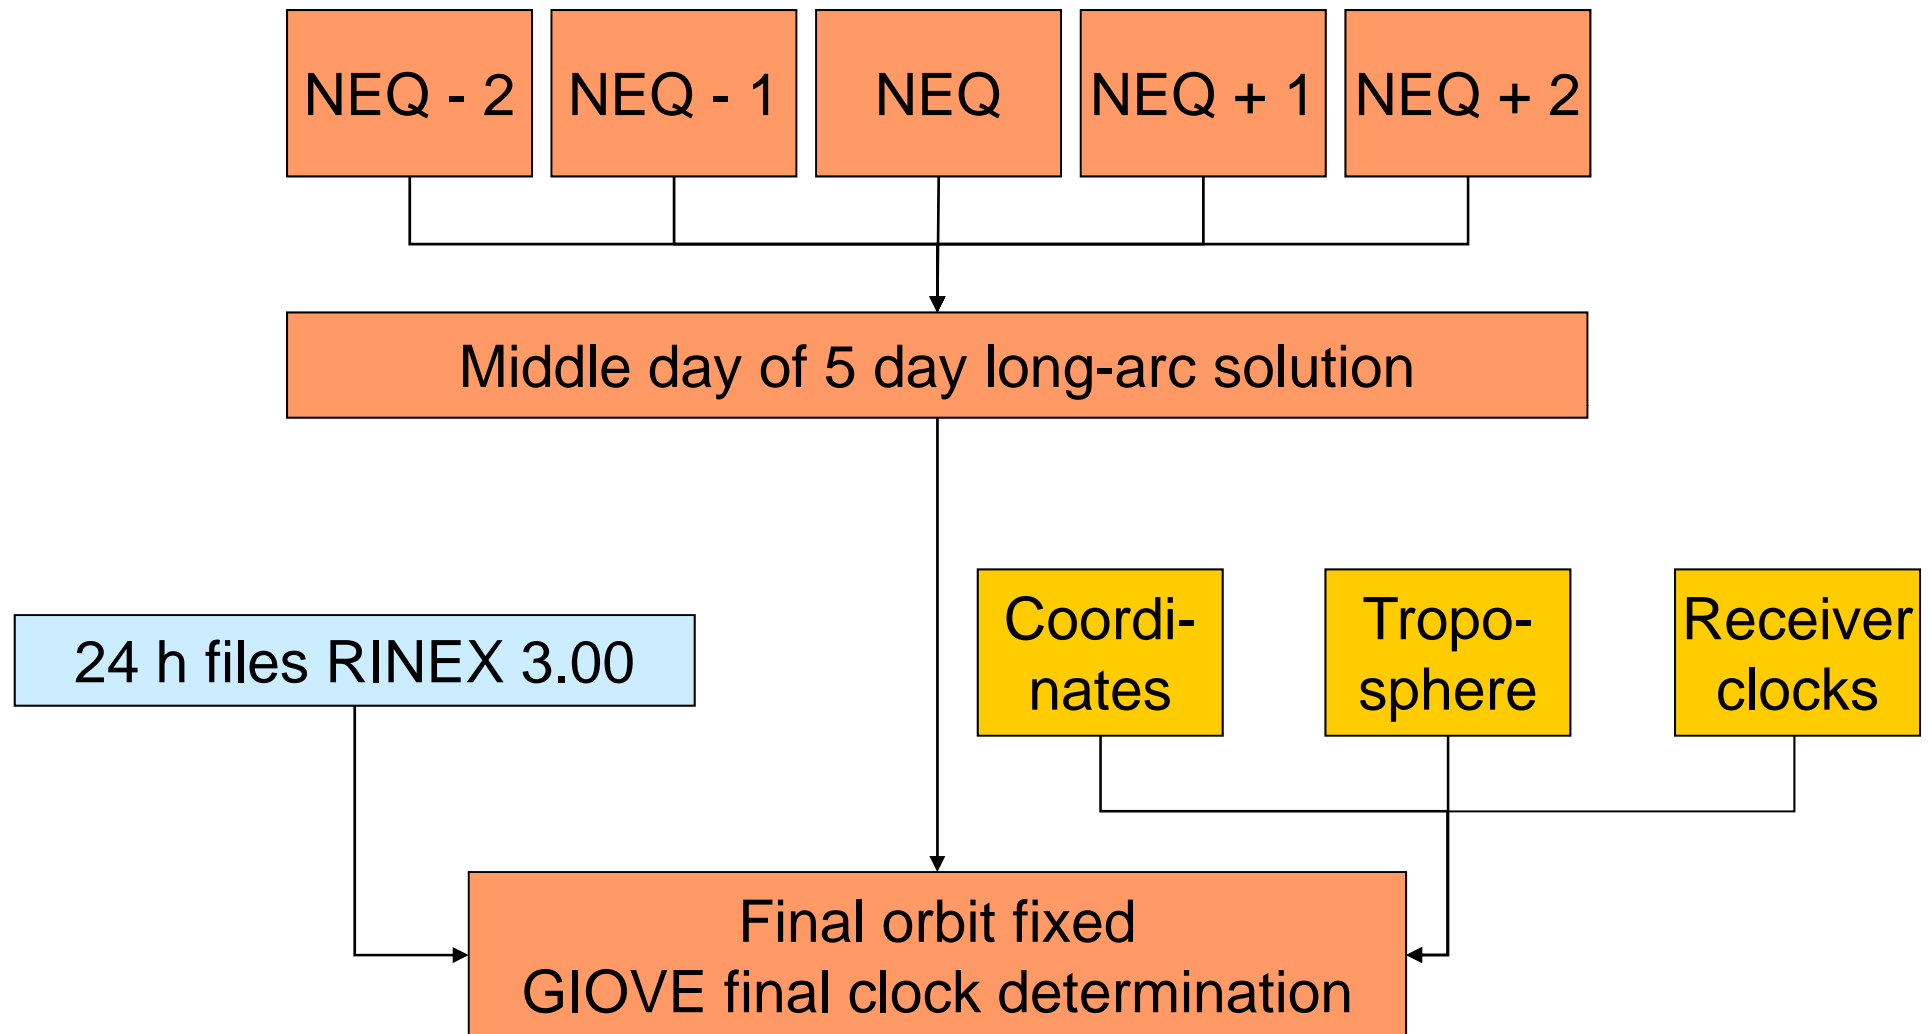 NEQ - 2
NEQ - 1
NEQ
NEQ + 1
NEQ + 2
Middle day of 5 day long-arc solution
24 h files RINEX 3.00
Coordi-
nates
Tropo-
sphere
Receiver
clocks
Final orbit fixed
GIOVE final clock determination